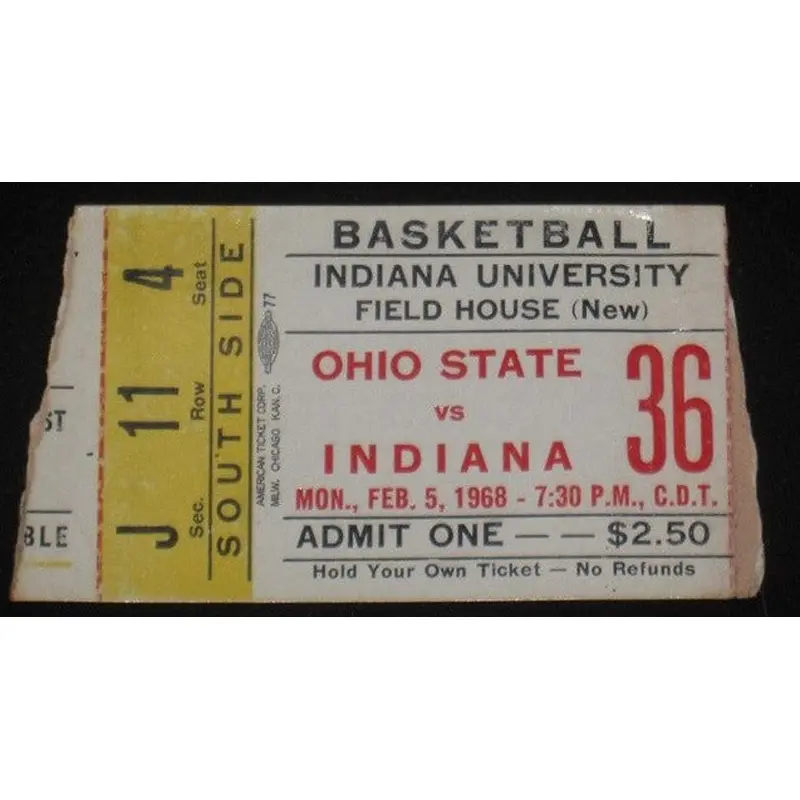 ST
BLE
J 11 4
Sec. Row Seat
SOUTH SIDE
AMERICAN TICKET CORP.
MILW. CHICAGO KAN. C.
77
BASKETBALL
INDIANA UNIVERSITY
FIELD HOUSE (New)
OHIO STATE
vs
INDIANA
36
MON., FEB. 5, 1968 - 7:30 P.M., C.D.T.
ADMIT ONE — — $2.50
Hold Your Own Ticket — No Refunds